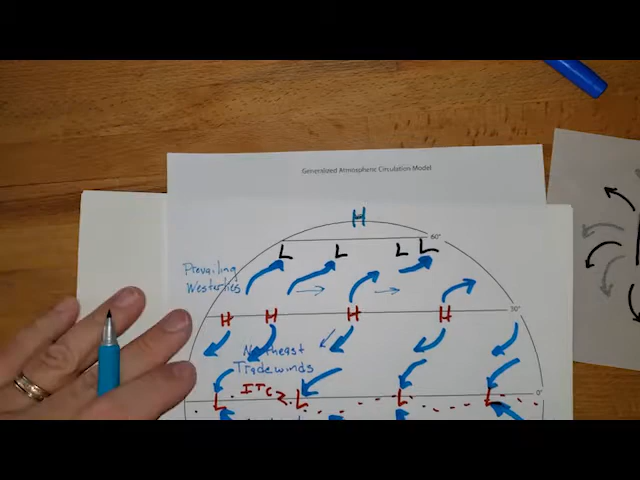 Generalized Atmospheric Circulation Model
H
60°
L L L L
Prevailing
Westerlies
30°
H H H H
Northeast
Tradewinds
ITCZ
L L L L
0°